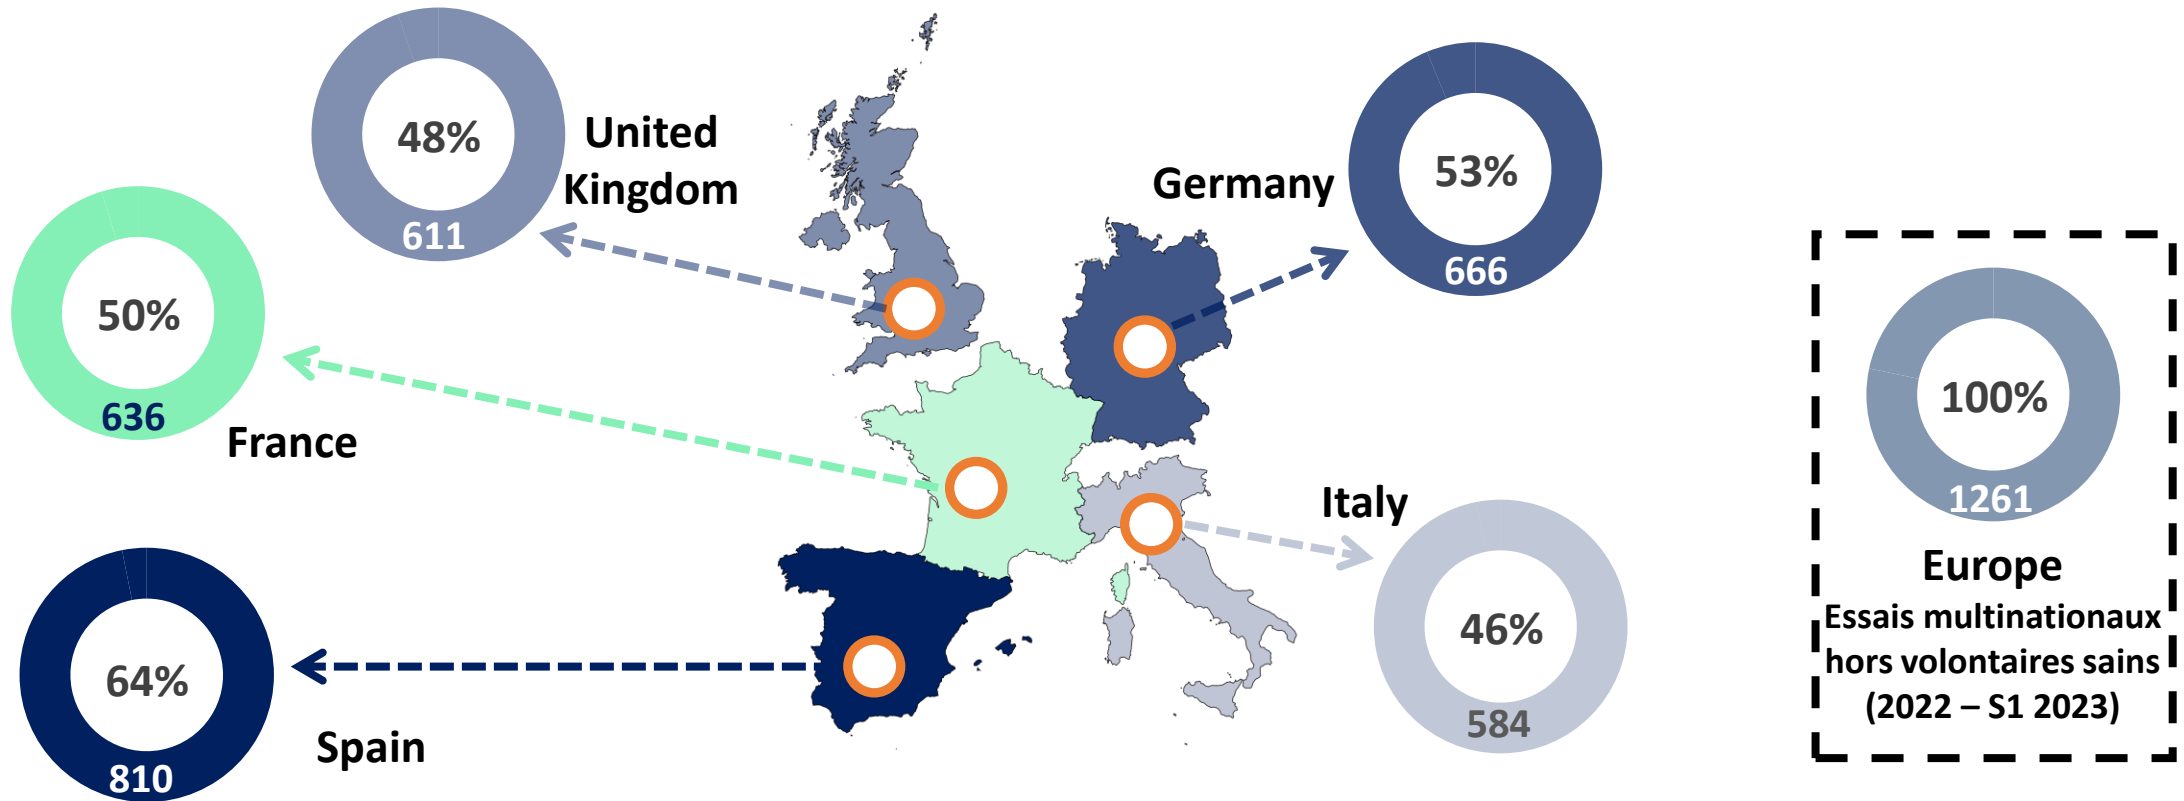 48%
611
United
Kingdom
Germany
53%
666
50%
636
France
100%
1261
Europe
Essais multinationaux
hors volontaires sains
(2022 – S1 2023)
Italy
46%
584
64%
810
Spain